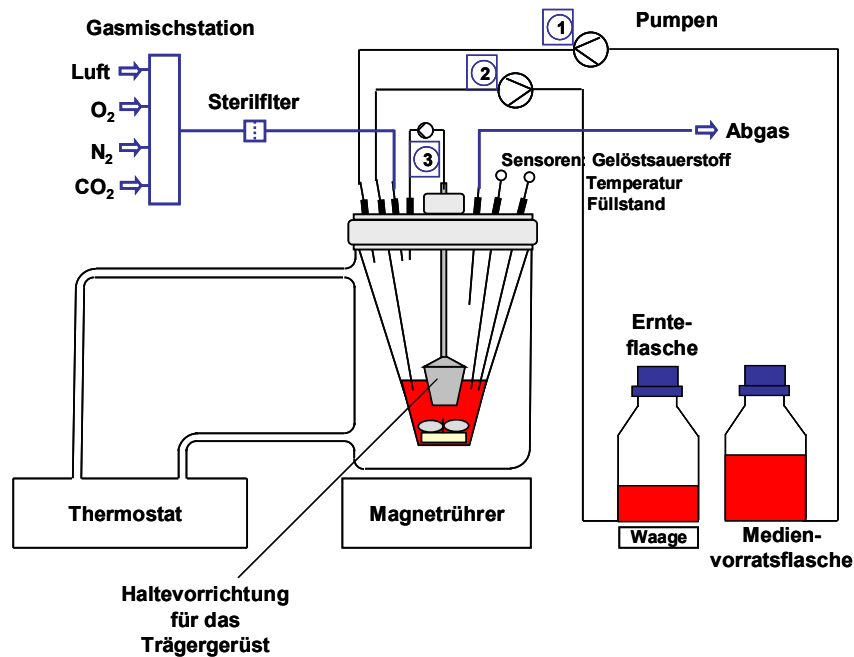 Gasmischstation
Luft
O2
N2
CO2
Sterilflter
1
Pumpen
2
3
Abgas
Sensoren: Gelöstsauerstoff
Temperatur
Füllstand
Ernte-
flasche
Thermostat
Magnetrührer
Waage
Medien-
vorratsflasche
Haltevorrichtung
für das
Trägergerüst